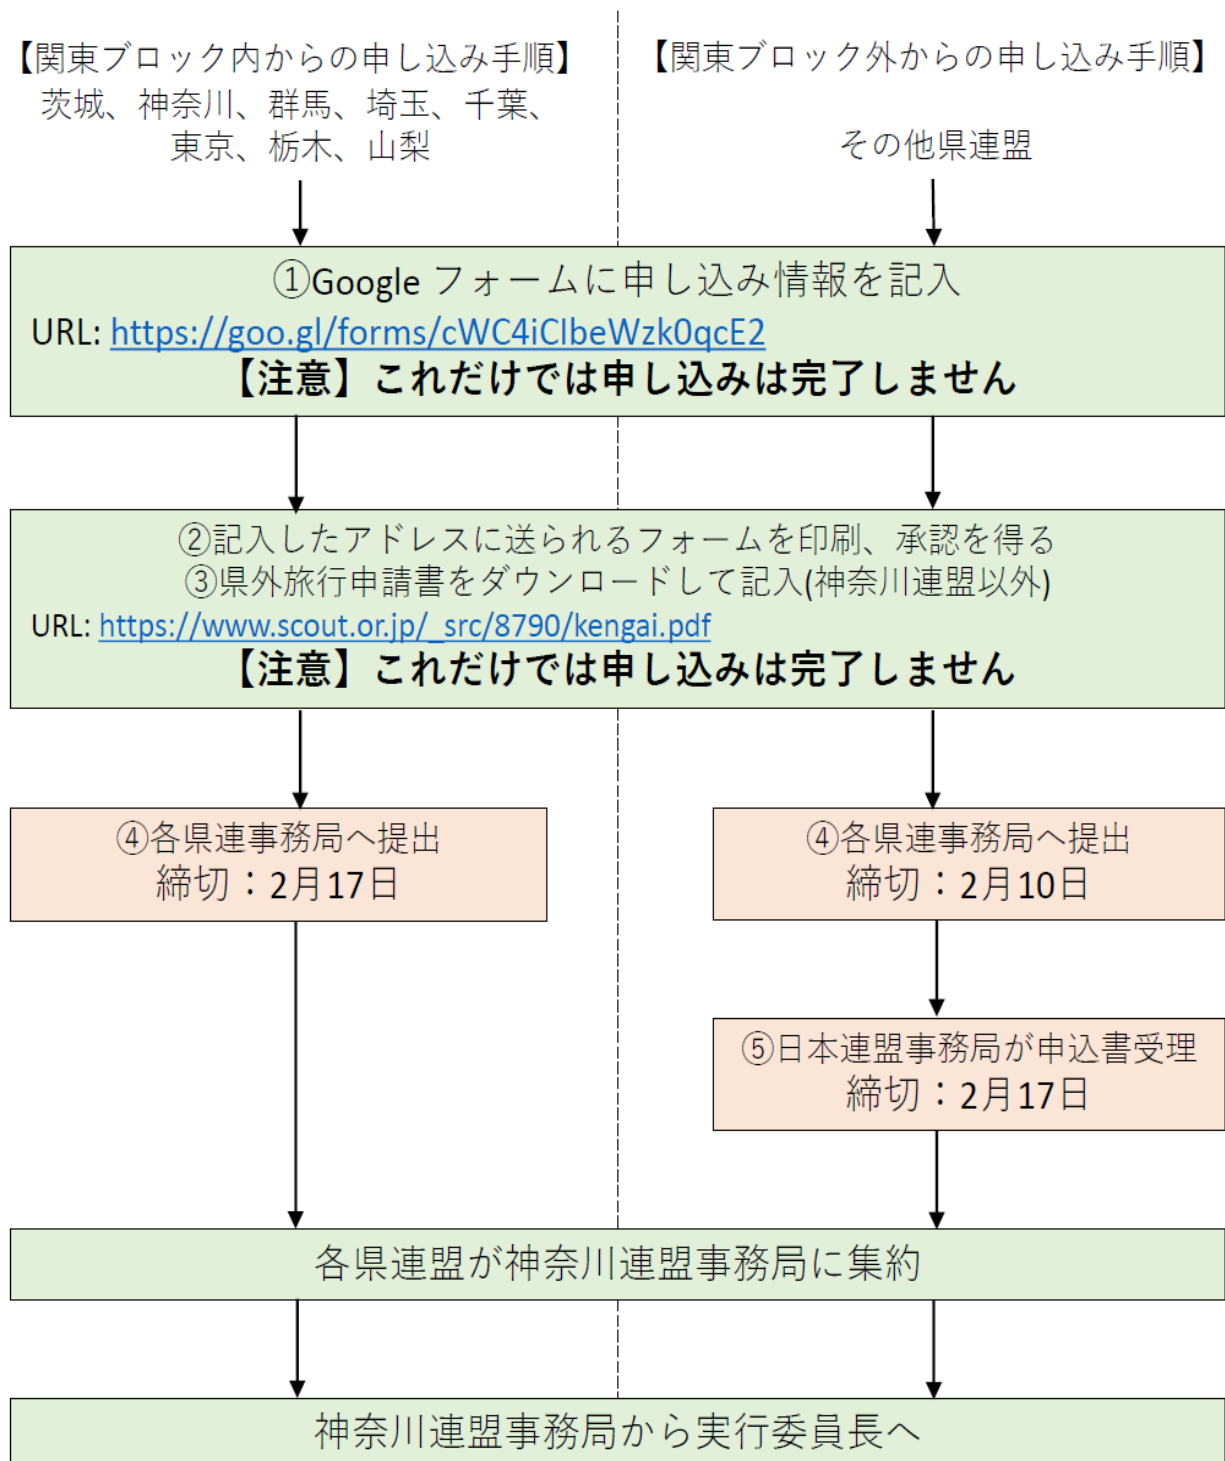 【関東ブロック内からの申し込み手順】
茨城、神奈川、群馬、埼玉、千葉、
東京、栃木、山梨
【関東ブロック外からの申し込み手順】
その他県連盟
①Google フォームに申し込み情報を記入
URL: https://goo.gl/forms/cWC4iCIbeWzk0qcE2
【注意】これだけでは申し込みは完了しません
②記入したアドレスに送られるフォームを印刷、承認を得る
③県外旅行申請書をダウンロードして記入(神奈川連盟以外)
URL: https://www.scout.or.jp/_src/8790/kengai.pdf
【注意】これだけでは申し込みは完了しません
④各県連事務局へ提出
締切：2月17日
④各県連事務局へ提出
締切：2月10日
⑤日本連盟事務局が申込書受理
締切：2月17日
各県連盟が神奈川連盟事務局に集約
神奈川連盟事務局から実行委員長へ